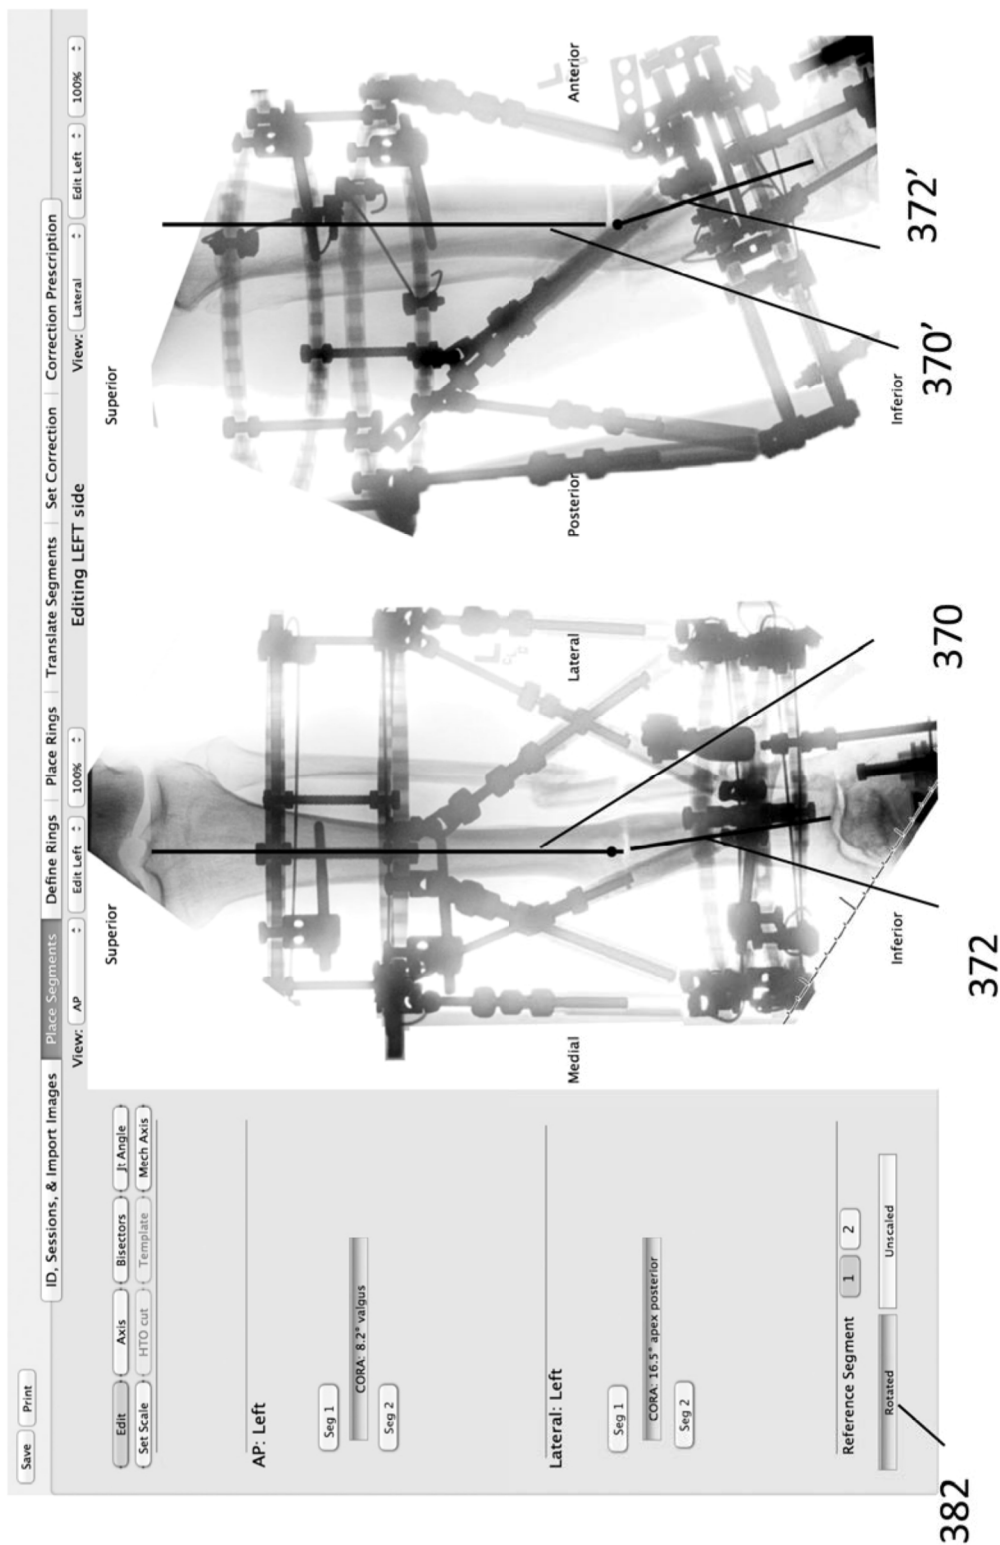 Save Print
ID, Sessions, & Import Images Place Segments Define Rings Place Rings Translate Segments Set Correction Correction Prescription
View: AP Edit Left 100% Editing LEFT side View: Lateral Edit Left 100%
Edit Axis Bisectors Jt Angle
Set Scale HTO cut Template Mech Axis
AP: Left
Seg 1
CORA: 8.2° valgus
Seg 2
Lateral: Left
Seg 1
CORA: 16.5° apex posterior
Seg 2
Reference Segment 1 2
Rotated Unscaled
382
Superior
Medial
Lateral
L
Inferior
370
372
Superior
Posterior
Anterior
L
Inferior
370'
372'